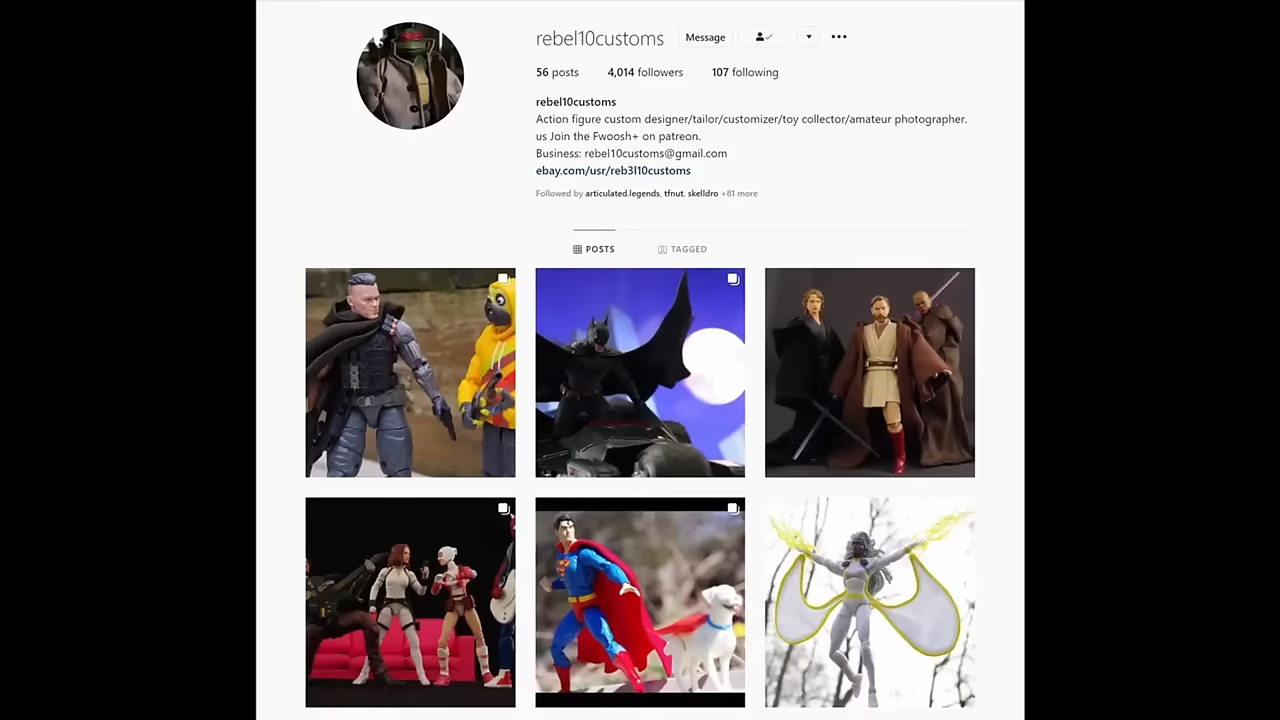 rebel10customs Message
56 posts 4,014 followers 107 following
rebel10customs
Action figure custom designer/tailor/customizer/toy collector/amateur photographer.
us Join the Fwoosh+ on patreon.
Business: rebel10customs@gmail.com
ebay.com/usr/reb3l10customs
Followed by articulated.legends, tfnut, skelldro +81 more
POSTS TAGGED